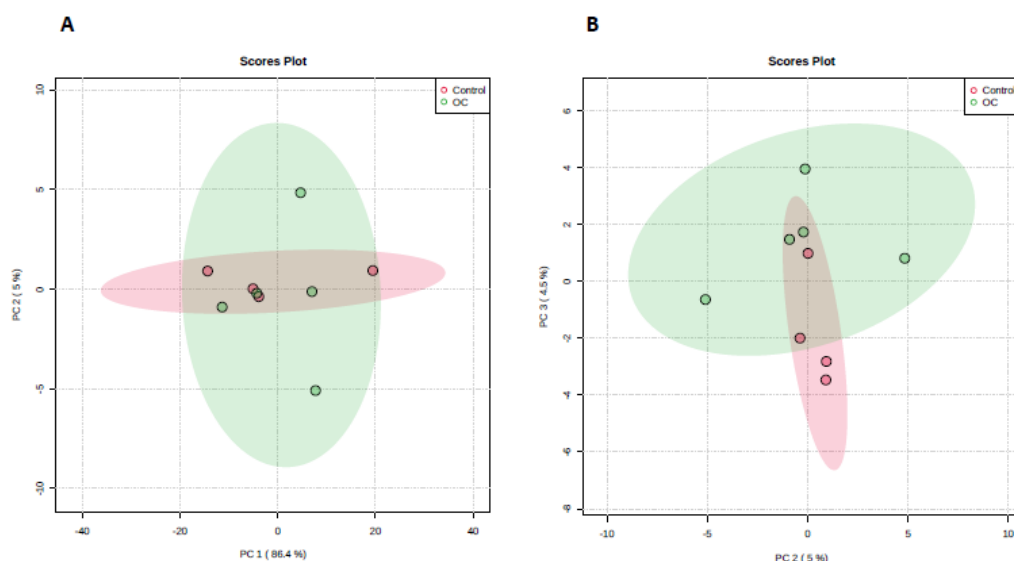 A
Scores Plot
Control
OC
10
5
0
-5
-10
PC 2 ( 5 %)
-40
-20
0
20
40
PC 1 ( 86.4 %)
B
Scores Plot
Control
OC
6
4
2
0
-2
-4
-6
-8
PC 3 ( 4.5 %)
-10
-5
0
5
10
PC 2 ( 5 %)